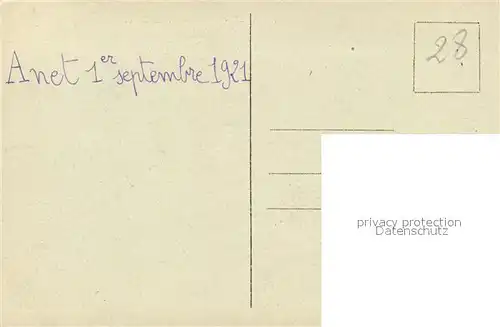 Anet 1er septembre 1921
28
privacy protection
Datenschutz